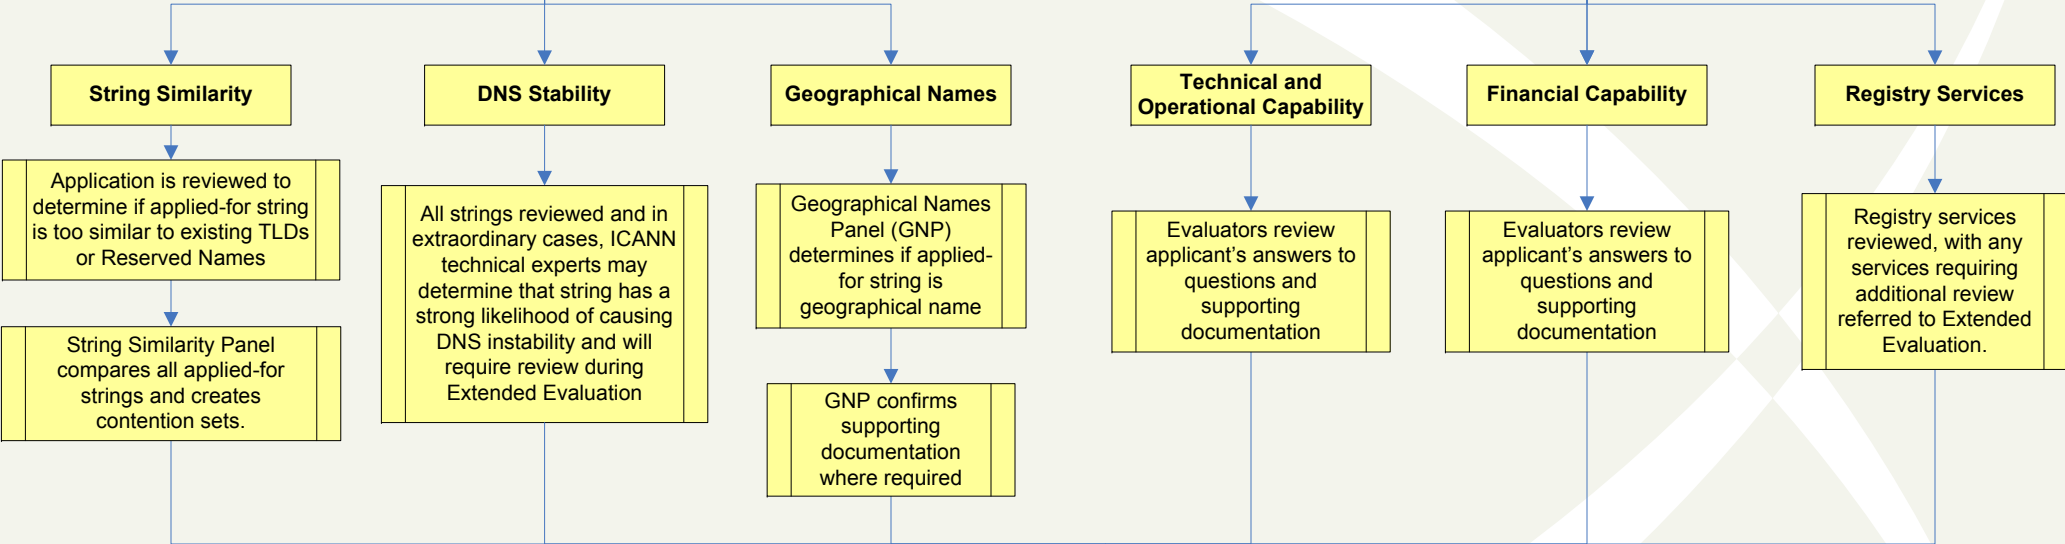 String Similarity
Application is reviewed to
determine if applied-for string
is too similar to existing TLDs
or Reserved Names
String Similarity Panel
compares all applied-for
strings and creates
contention sets.
DNS Stability
All strings reviewed and in
extraordinary cases, ICANN
technical experts may
determine that string has a
strong likelihood of causing
DNS instability and will
require review during
Extended Evaluation
Geographical Names
Geographical Names
Panel (GNP)
determines if applied-
for string is
geographical name
GNP confirms
supporting
documentation
where required
Technical and
Operational Capability
Evaluators review
applicant’s answers to
questions and
supporting
documentation
Financial Capability
Evaluators review
applicant’s answers to
questions and
supporting
documentation
Registry Services
Registry services
reviewed, with any
services requiring
additional review
referred to Extended
Evaluation.